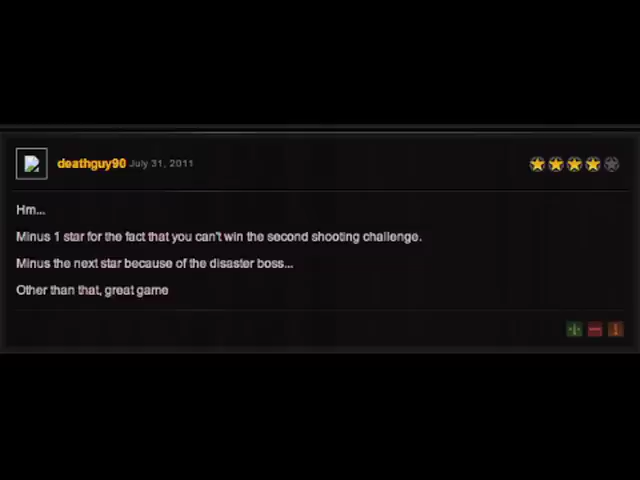 deathguy90 July 31, 2011
Hm...
Minus 1 star for the fact that you can't win the second shooting challenge.
Minus the next star because of the disaster boss...
Other than that, great game